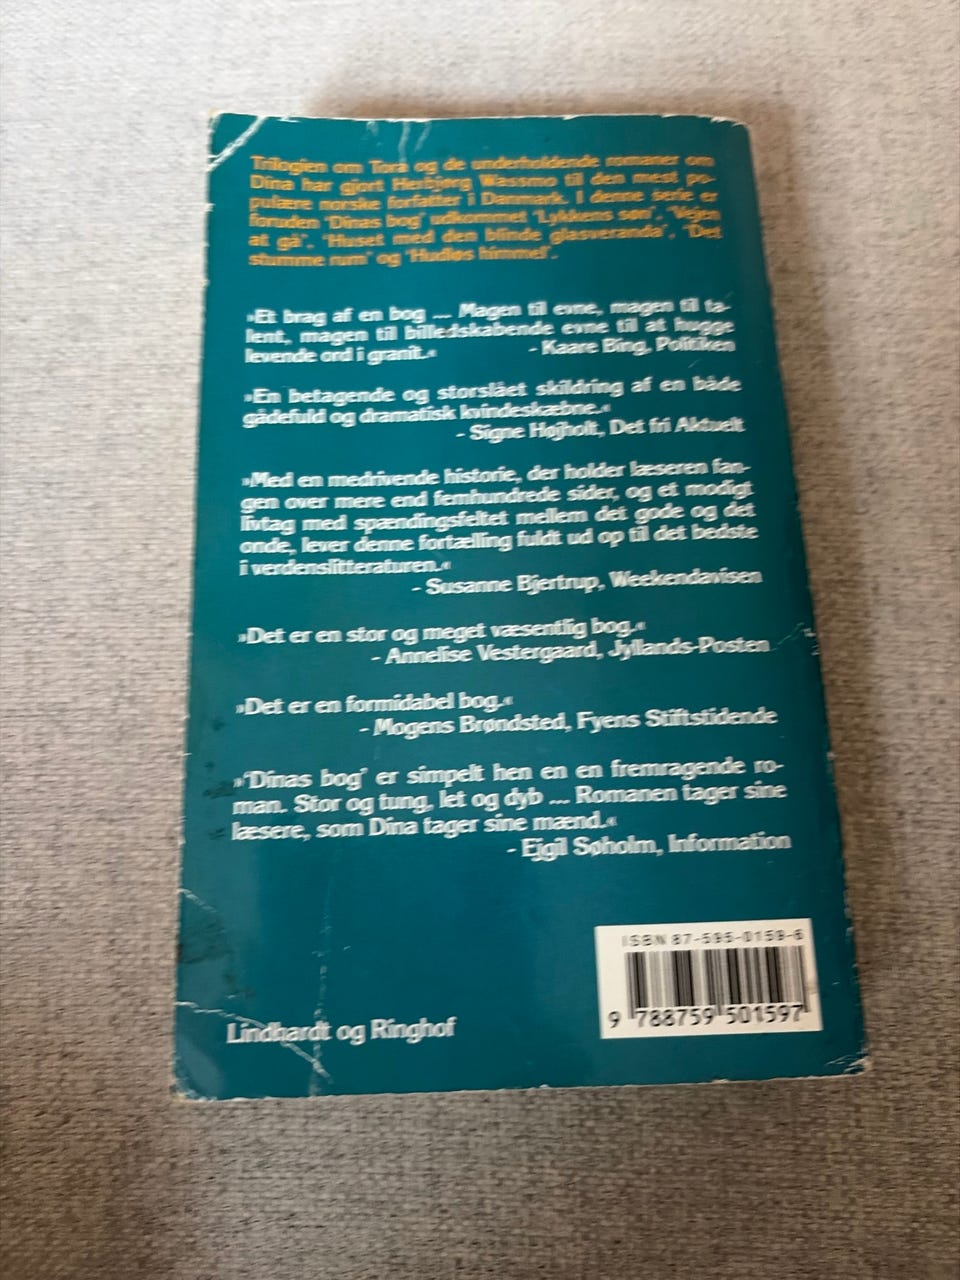 Trilogien om Tora og de underholdende romaner om
Dina har gjort Herbjørg Wassmo til den mest po-
pulære norske forfatter i Danmark. I denne serie er
foruden 'Dinas bog' udkommet 'Lykkens søn', 'Vejen
at gå', 'Huset med den blinde glasveranda', 'Det
stumme rum' og 'Hudløs himmel'.
»Et brag af en bog ... Magen til evne, magen til ta-
lent, magen til billedskabende evne til at hugge
levende ord i granit.«
- Kaare Bing, Politiken
»En betagende og storslået skildring af en både
gådefuld og dramatisk kvindeskæbne.«
- Signe Højholt, Det fri Aktuelt
»Med en medrivende historie, der holder læseren fan-
gen over mere end femhundrede sider, og et modigt
livtag med spændingsfeltet mellem det gode og det
onde, lever denne fortælling fuldt ud op til det bedste
i verdenslitteraturen.«
- Susanne Bjertrup, Weekendavisen
»Det er en stor og meget væsentlig bog.«
- Annelise Vestergaard, Jyllands-Posten
»Det er en formidabel bog.«
- Mogens Brøndsted, Fyens Stiftstidende
»'Dinas bog' er simpelt hen en en fremragende ro-
man. Stor og tung, let og dyb ... Romanen tager sine
læsere, som Dina tager sine mænd.«
- Ejgil Søholm, Information
ISBN 87-595-0159-6
9 788759 501597
Lindhardt og Ringhof